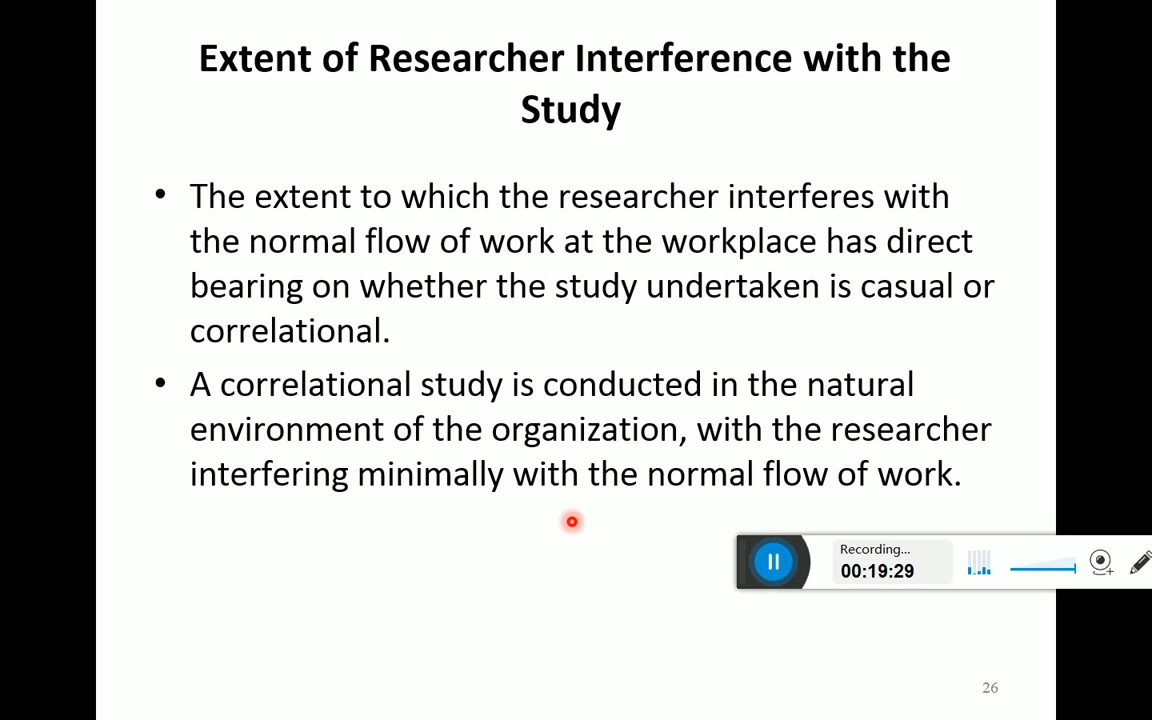 Extent of Researcher Interference with the
Study
• The extent to which the researcher interferes with
the normal flow of work at the workplace has direct
bearing on whether the study undertaken is casual or
correlational.
• A correlational study is conducted in the natural
environment of the organization, with the researcher
interfering minimally with the normal flow of work.
Recording...
00:19:29
26